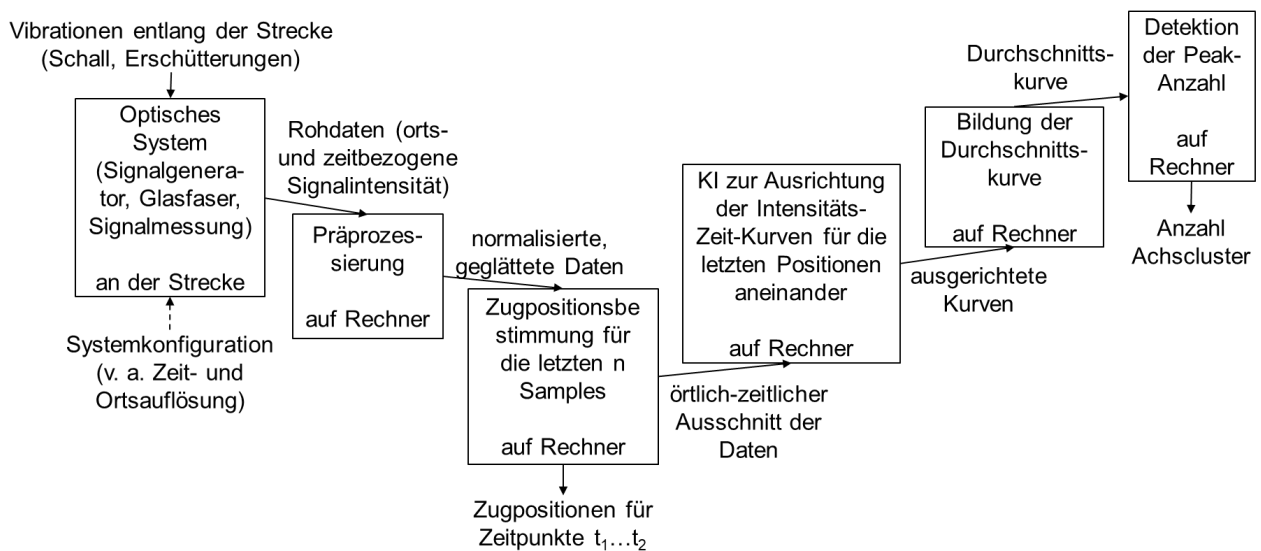 Vibrationen entlang der Strecke
(Schall, Erschütterungen)
Optisches
System
(Signalgenera-
tor, Glasfaser,
Signalmessung)
an der Strecke
Systemkonfiguration
(v. a. Zeit- und
Ortsauflösung)
Rohdaten (orts-
und zeitbezogene
Signalintensität)
Präprozes-
sierung
auf Rechner
normalisierte,
geglättete Daten
Zugpositionsbe
stimmung für
die letzten n
Samples
auf Rechner
Zugpositionen für
Zeitpunkte t₁…t₂
örtlich-zeitlicher
Ausschnitt der
Daten
KI zur Ausrichtung
der Intensitäts-
Zeit-Kurven für die
letzten Positionen
aneinander
auf Rechner
ausgerichtete
Kurven
Bildung der
Durchschnitts-
kurve
auf Rechner
Durchschnitts-
kurve
Detektion
der Peak-
Anzahl
auf
Rechner
Anzahl
Achscluster